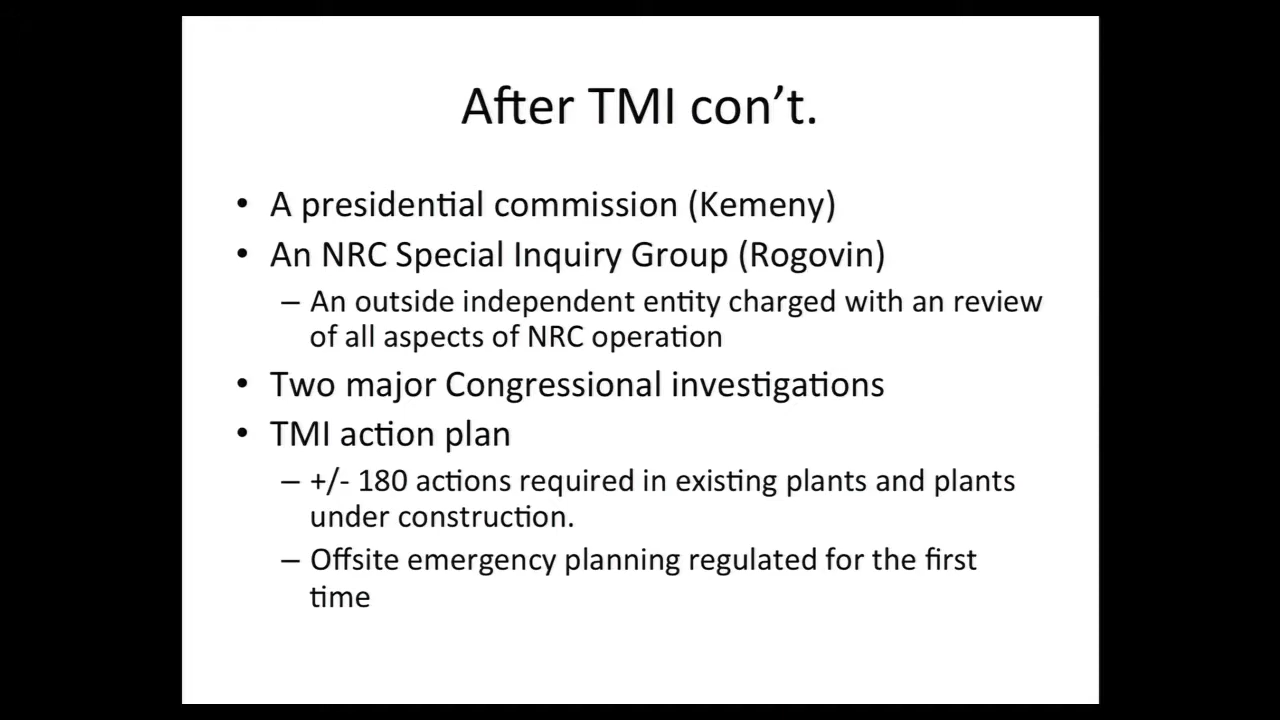 After TMI con’t.
• A presidential commission (Kemeny)
• An NRC Special Inquiry Group (Rogovin)
– An outside independent entity charged with an review
of all aspects of NRC operation
• Two major Congressional investigations
• TMI action plan
– +/- 180 actions required in existing plants and plants
under construction.
– Offsite emergency planning regulated for the first
time